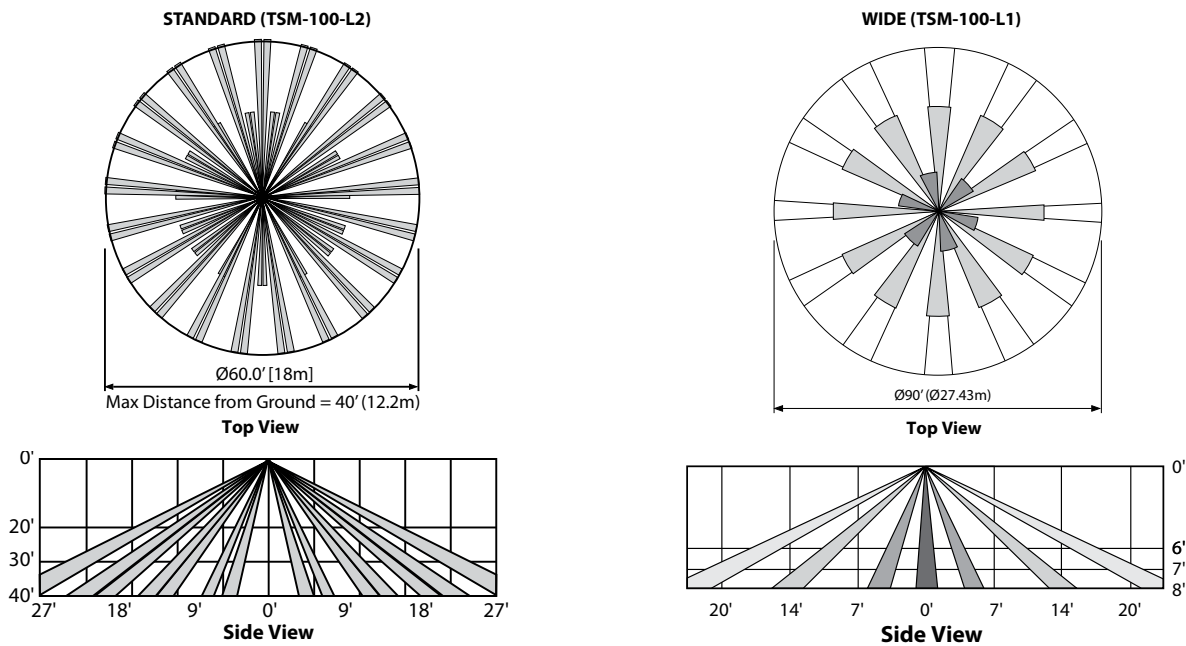 STANDARD (TSM-100-L2)
Ø60.0' [18m]
Max Distance from Ground = 40' (12.2m)
Top View
0'
20'
30'
40'
27' 18' 9' 0' 9' 18' 27'
Side View
WIDE (TSM-100-L1)
Ø90' (Ø27.43m)
Top View
0'
6'
7'
8'
20' 14' 7' 0' 7' 14' 20'
Side View